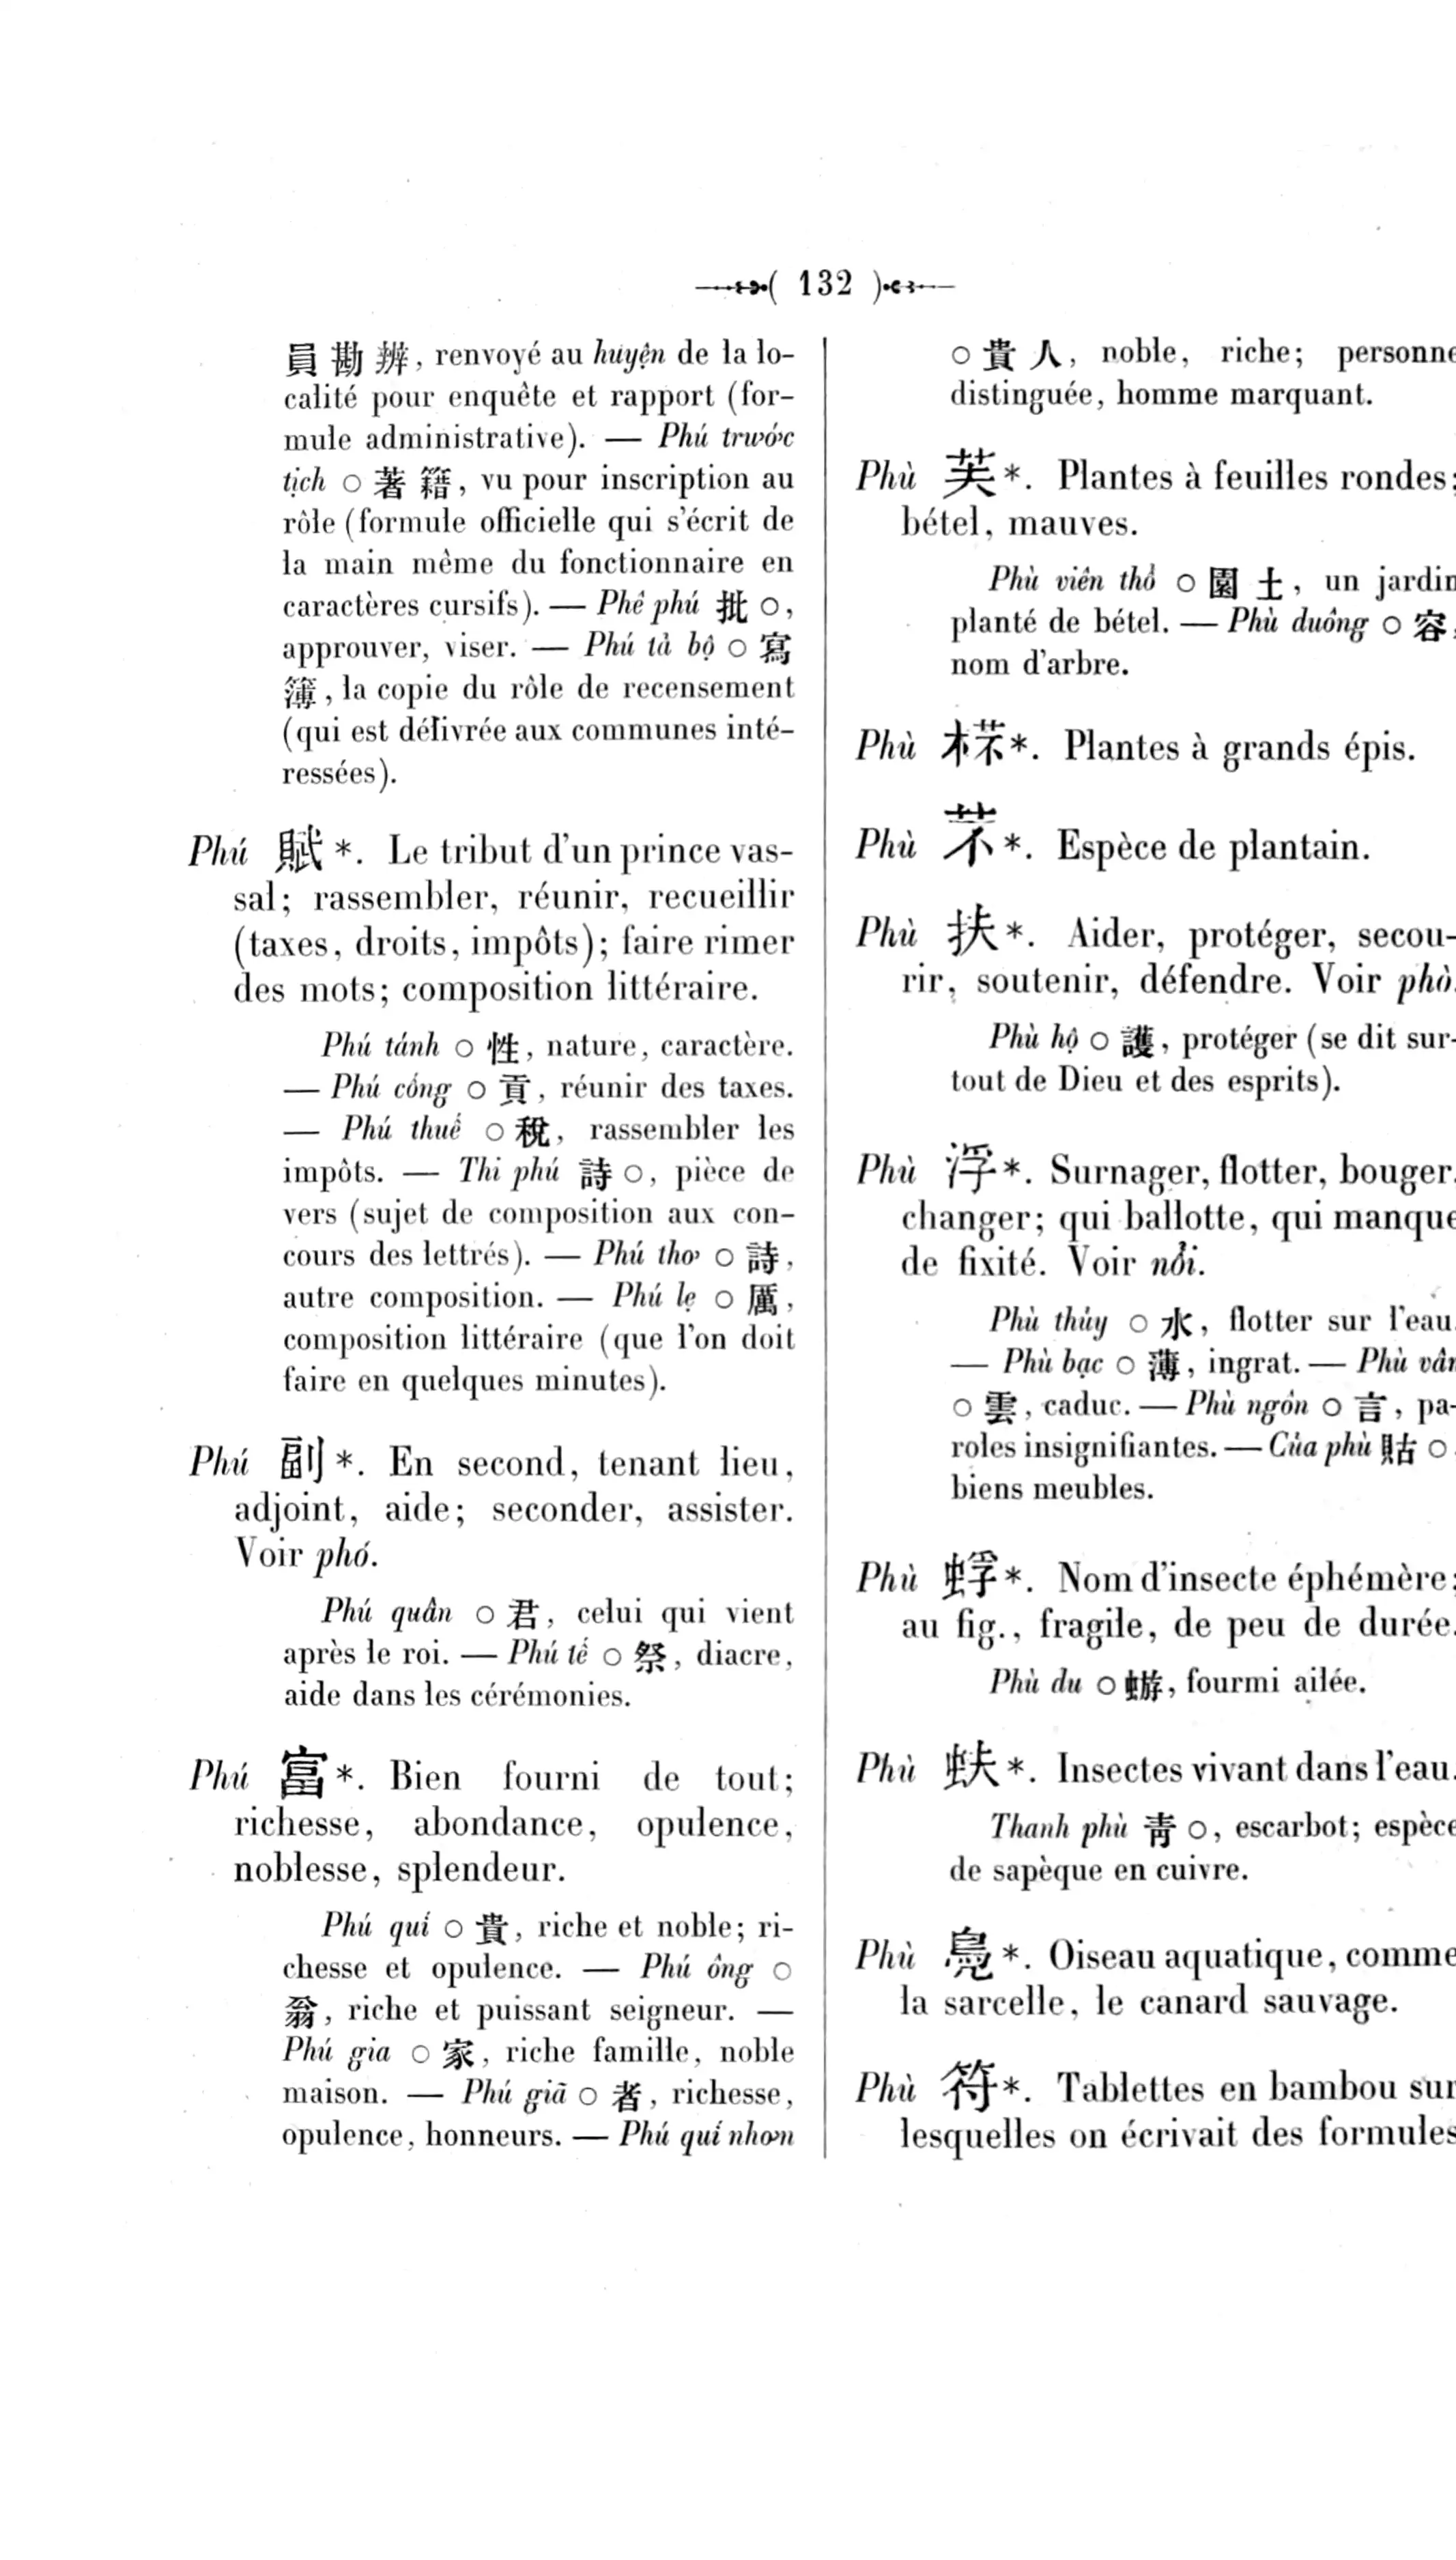 ( 132 )
員勘辨, renvoyé au huyện de la lo-
calité pour enquête et rapport (for-
mule administrative). — Phú trước
tịch ○ 著籍, vu pour inscription au
rôle (formule officielle qui s'écrit de
la main même du fonctionnaire en
caractères cursifs). — Phê phú 批 ○,
approuver, viser. — Phú tả bộ ○ 寫
簿, la copie du rôle de recensement
(qui est délivrée aux communes inté-
ressées).
Phú 賦*. Le tribut d'un prince vas-
sal; rassembler, réunir, recueillir
(taxes, droits, impôts); faire rimer
des mots; composition littéraire.
Phú tánh ○ 性, nature, caractère.
— Phú cống ○ 貢, réunir des taxes.
— Phú thuế ○ 稅, rassembler les
impôts. — Thi phú 詩 ○, pièce de
vers (sujet de composition aux con-
cours des lettrés). — Phú thơ ○ 詩,
autre composition. — Phú lẹ ○ 厲,
composition littéraire (que l'on doit
faire en quelques minutes).
Phú 副*. En second, tenant lieu,
adjoint, aide; seconder, assister.
Voir phó.
Phú quân ○ 君, celui qui vient
après le roi. — Phú tế ○ 祭, diacre,
aide dans les cérémonies.
Phú 富*. Bien fourni de tout;
richesse, abondance, opulence,
noblesse, splendeur.
Phú quí ○ 貴, riche et noble; ri-
chesse et opulence. — Phú ông ○
翁, riche et puissant seigneur. —
Phú gia ○ 家, riche famille, noble
maison. — Phú giã ○ 者, richesse,
opulence, honneurs. — Phú quí nhơn
○ 貴人, noble, riche; personne
distinguée, homme marquant.
Phù 芙*. Plantes à feuilles rondes;
bétel, mauves.
Phù viên thổ ○ 園土, un jardin
planté de bétel. — Phù duông ○ 容,
nom d'arbre.
Phù *. Plantes à grands épis.
Phù 芣*. Espèce de plantain.
Phù 扶*. Aider, protéger, secou-
rir, soutenir, défendre. Voir phò.
Phù hộ ○ 護, protéger (se dit sur-
tout de Dieu et des esprits).
Phù 浮*. Surnager, flotter, bouger,
changer; qui ballotte, qui manque
de fixité. Voir nổi.
Phù thủy ○ 水, flotter sur l'eau.
— Phù bạc ○ 薄, ingrat. — Phù vân
○ 雲, caduc. — Phù ngôn ○ 言, pa-
roles insignifiantes. — Của phù 貼 ○
biens meubles.
Phù 蜉*. Nom d'insecte éphémère;
au fig., fragile, de peu de durée.
Phù du ○ 蝣, fourmi ailée.
Phù 蚨*. Insectes vivant dans l'eau.
Thanh phù 靑 ○, escarbot; espèce
de sapèque en cuivre.
Phù 鳧*. Oiseau aquatique, comme
la sarcelle, le canard sauvage.
Phù 符*. Tablettes en bambou sur
lesquelles on écrivait des formules